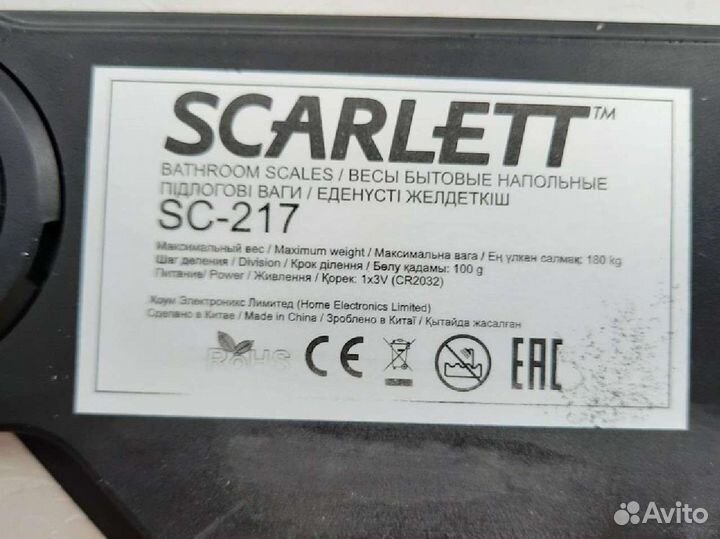 SCARLETT™
BATHROOM SCALES / ВЕСЫ БЫТОВЫЕ НАПОЛЬНЫЕ
ПІДЛОГОВІ ВАГИ / ЕДЕНҮСТІ ЖЕЛДЕТКІШ
SC-217
Максимальный вес / Maximum weight / Максимальна вага / Ең үлкен салмақ: 180 kg
Шаг деления / Division / Крок ділення / Бөлу қадамы: 100 g
Питание/ Power / Живлення / Қорек: 1x3V (CR2032)
Хоум Электроникс Лимитед (Home Electronics Limited)
Сделано в Китае / Made in China / Зроблено в Китаї / Қытайда жасалған
RoHS CE EAC
Avito